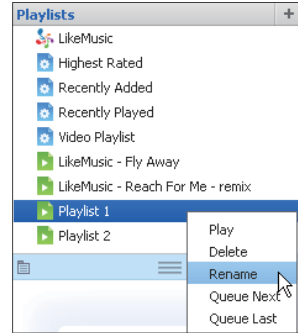 Playlists +
LikeMusic
Highest Rated
Recently Added
Recently Played
Video Playlist
LikeMusic - Fly Away
LikeMusic - Reach For Me - remix
Playlist 1
Playlist 2
Play
Delete
Rename
Queue Next
Queue Last